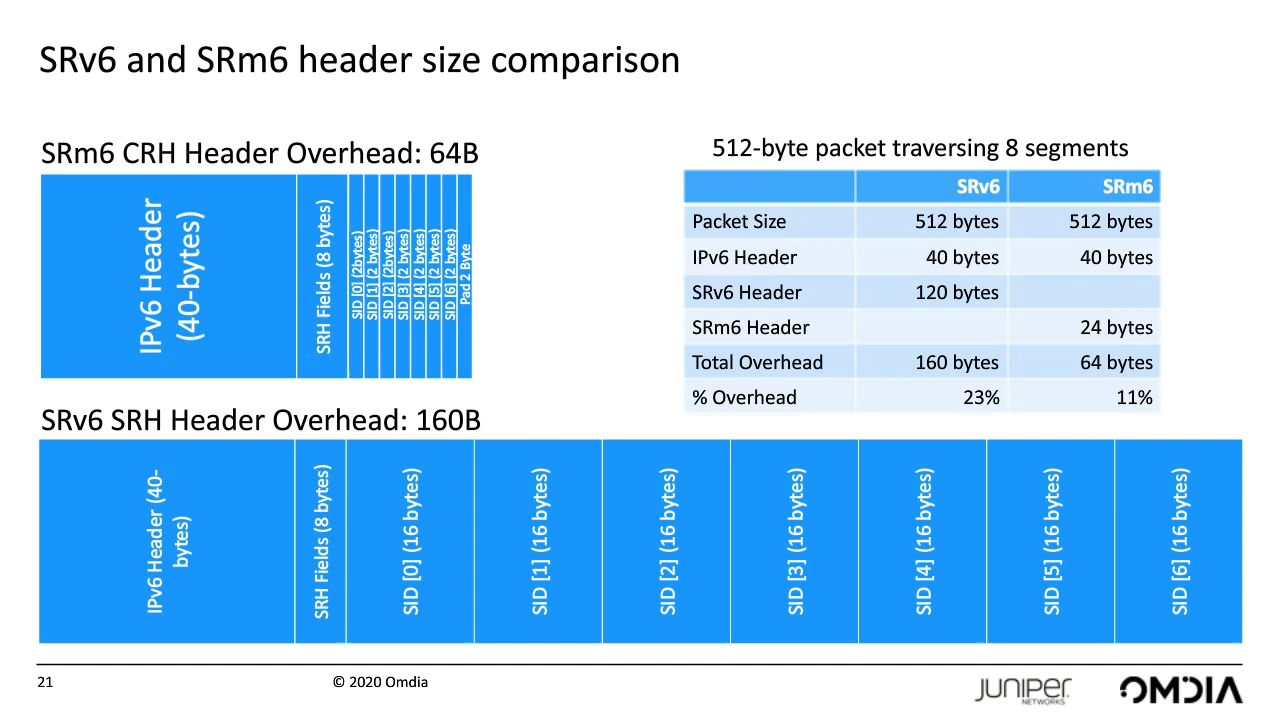 SRv6 and SRm6 header size comparison
SRm6 CRH Header Overhead: 64B
IPv6 Header
(40-bytes)
SRH Fields (8 bytes)
SID [0] (2bytes)
SID [1] (2 bytes)
SID [2] (2bytes)
SID [3] (2 bytes)
SID [4] (2 bytes)
SID [5] (2 bytes)
SID [6] (2 bytes)
Pad 2 Byte
512-byte packet traversing 8 segments
SRv6 SRm6
Packet Size 512 bytes 512 bytes
IPv6 Header 40 bytes 40 bytes
SRv6 Header 120 bytes
SRm6 Header 24 bytes
Total Overhead 160 bytes 64 bytes
% Overhead 23% 11%
SRv6 SRH Header Overhead: 160B
IPv6 Header (40-
bytes)
SRH Fields (8 bytes)
SID [0] (16 bytes)
SID [1] (16 bytes)
SID [2] (16 bytes)
SID [3] (16 bytes)
SID [4] (16 bytes)
SID [5] (16 bytes)
SID [6] (16 bytes)
21 © 2020 Omdia
JUNIPER
NETWORKS
OMDIA